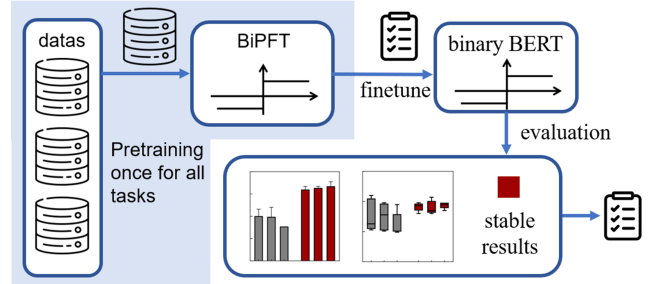 datas
BiPFT
binary BERT
finetune
evaluation
Pretraining
once for all
tasks
stable
results